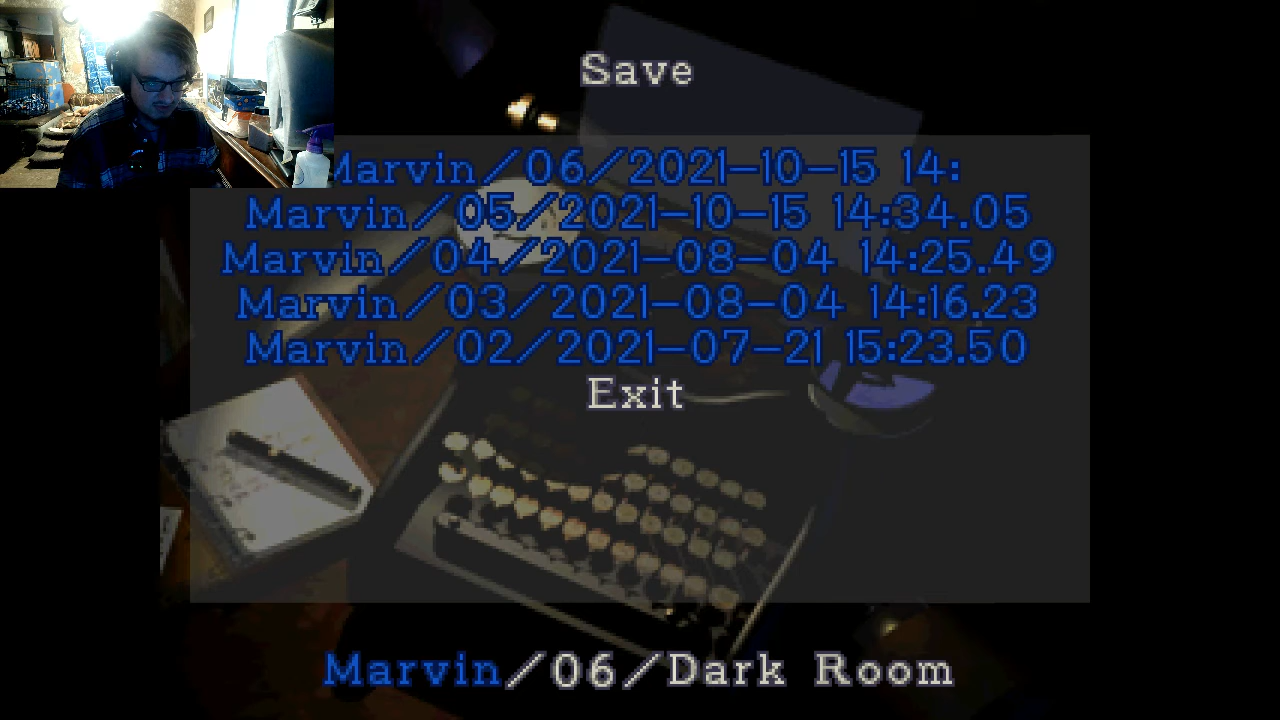 Save
Marvin/06/2021-10-15 14:
Marvin/05/2021-10-15 14:34.05
Marvin/04/2021-08-04 14:25.49
Marvin/03/2021-08-04 14:16.23
Marvin/02/2021-07-21 15:23.50
Exit
Marvin/06/Dark Room